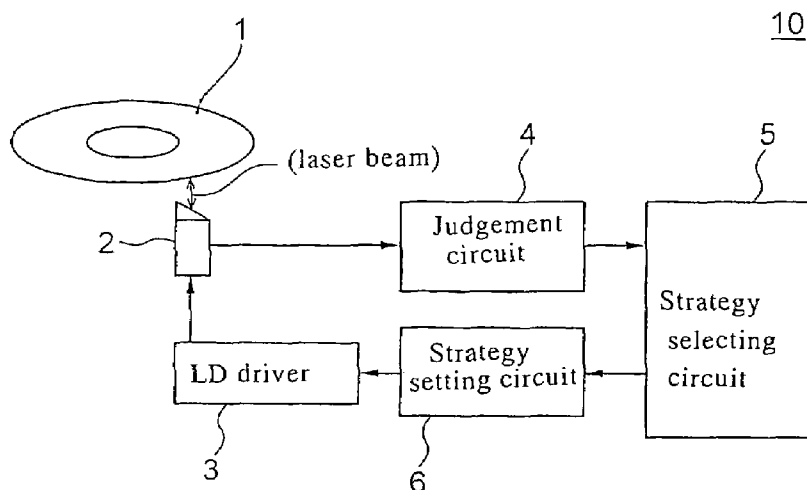 10
1
(laser beam)
4
5
2
Judgement
circuit
Strategy
selecting
circuit
Strategy
setting circuit
LD driver
3
6